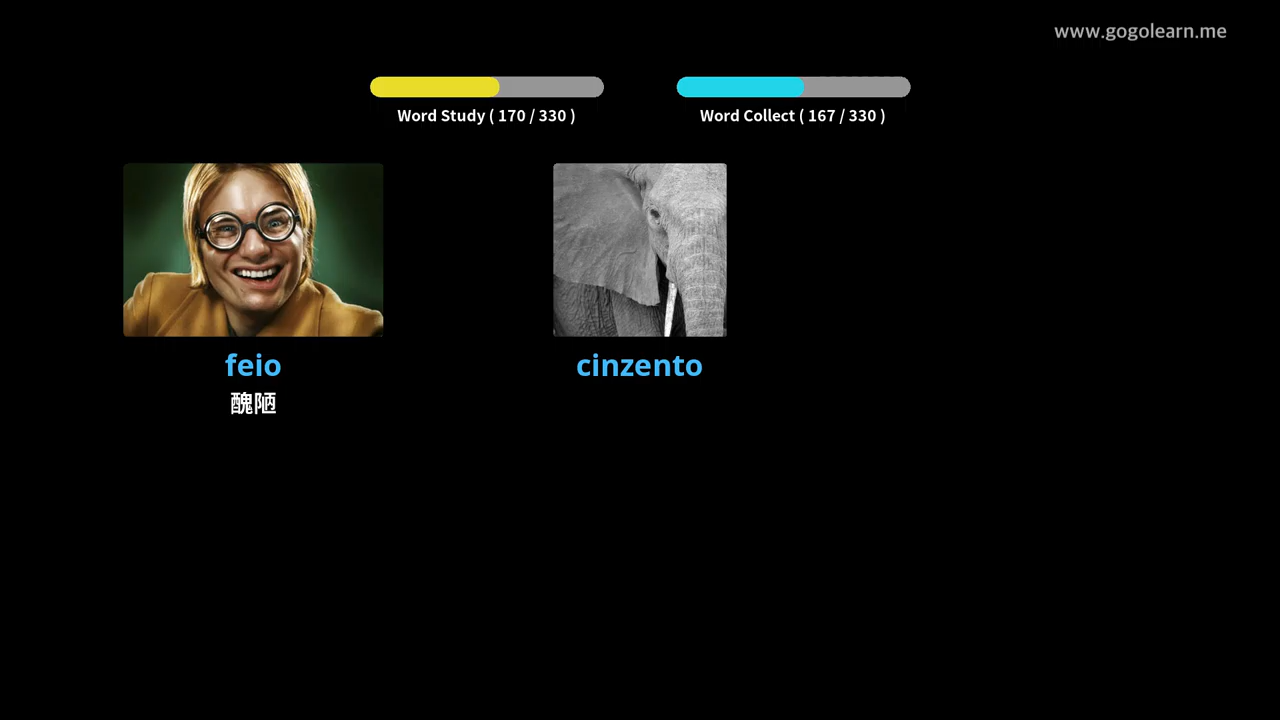 www.gogolearn.me
Word Study ( 170 / 330 )
Word Collect ( 167 / 330 )
feio
cinzento
醜陋